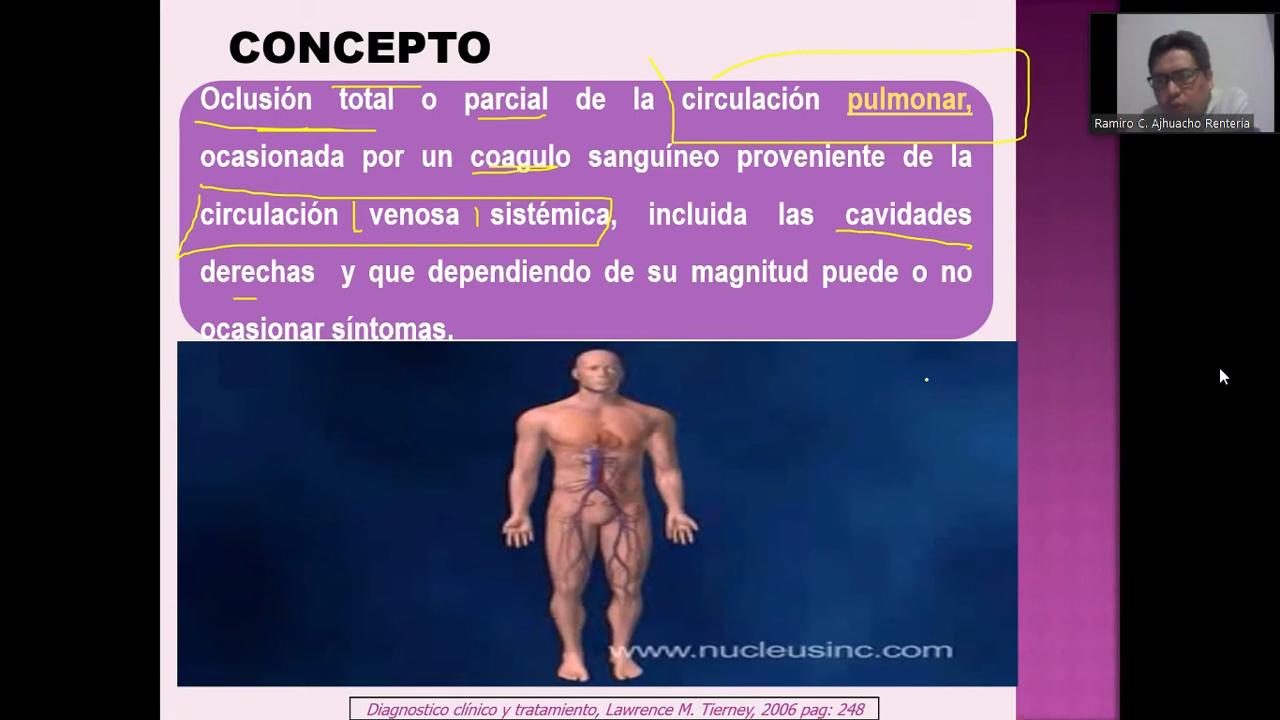 CONCEPTO
Oclusión total o parcial de la circulación pulmonar,
ocasionada por un coagulo sanguíneo proveniente de la
circulación venosa sistémica, incluida las cavidades
derechas y que dependiendo de su magnitud puede o no
ocasionar síntomas.
Ramiro C. Ajhuacho Renteria
www.nucleusinc.com
Diagnostico clínico y tratamiento, Lawrence M. Tierney, 2006 pag: 248